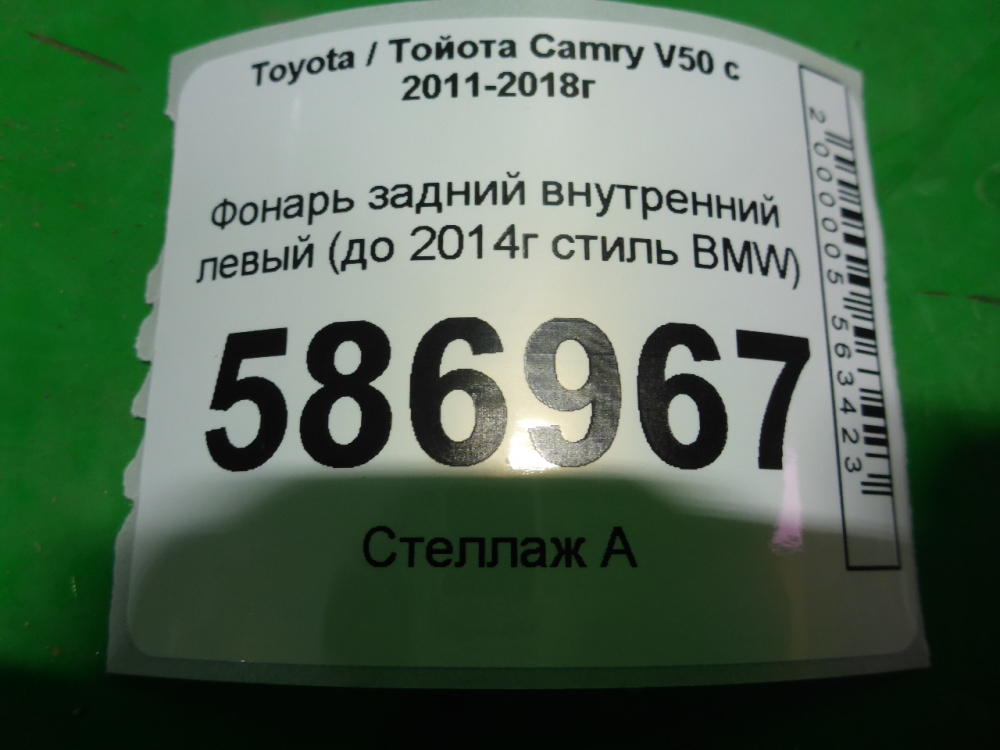 Toyota / Тойота Camry V50 с
2011-2018г
Фонарь задний внутренний
левый (до 2014г стиль BMW)
586967
Стеллаж А
2000005563423